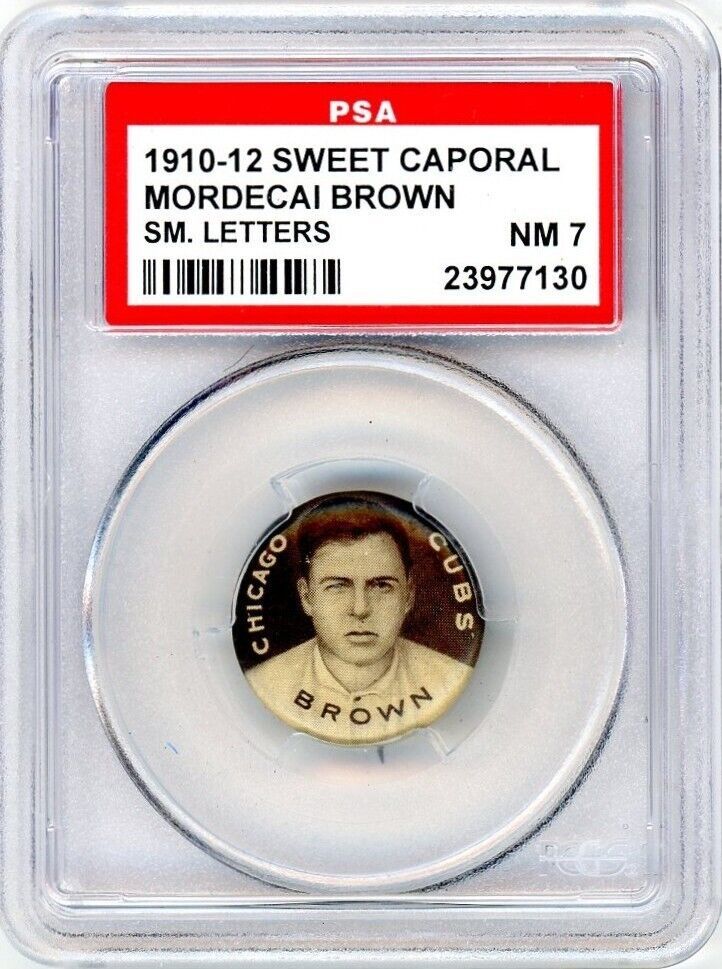 PSA
1910-12 SWEET CAPORAL
MORDECAI BROWN
SM. LETTERS NM 7
23977130
CHICAGO CUBS
BROWN